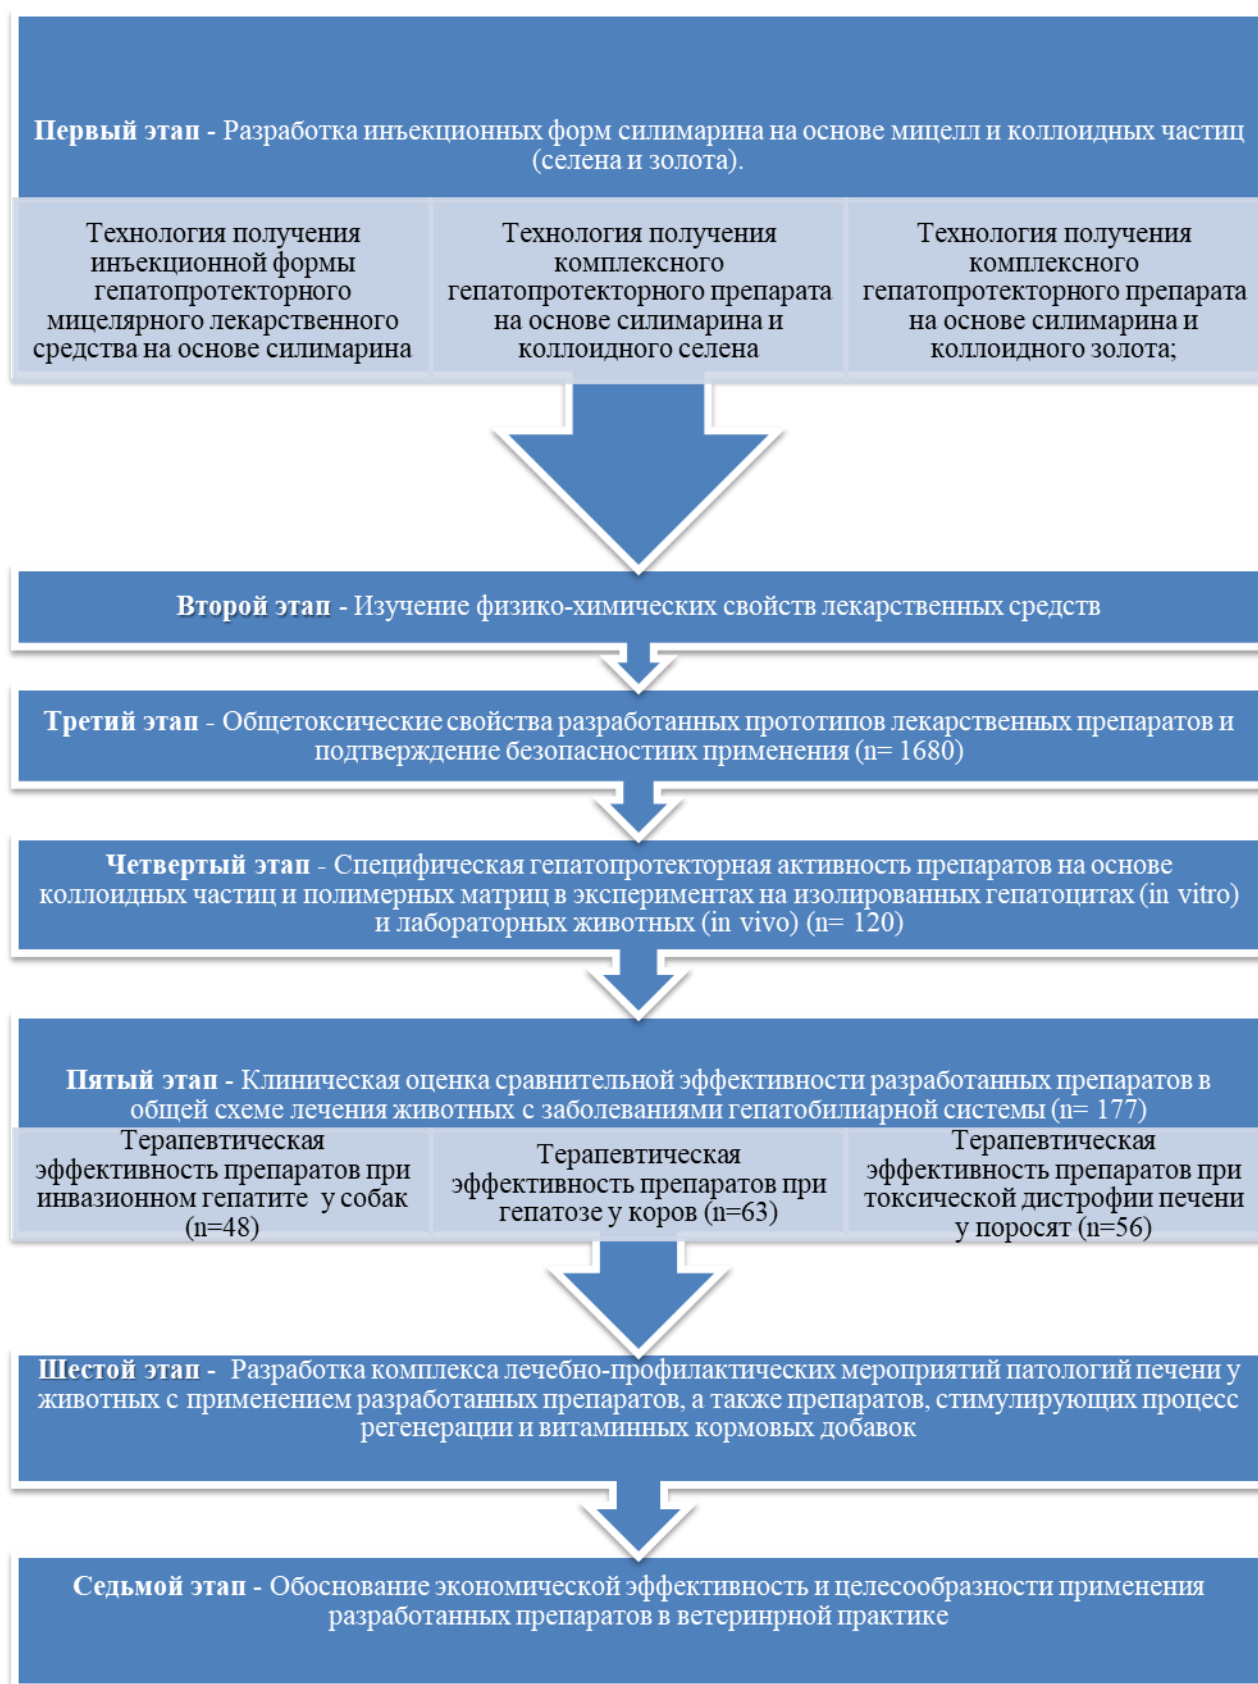 Первый этап - Разработка инъекционных форм силимарина на основе мицелл и коллоидных частиц
(селена и золота).
Технология получения
инъекционной формы
гепатопротекторного
мицелярного лекарственного
средства на основе силимарина
Технология получения
комплексного
гепатопротекторного препарата
на основе силимарина и
коллоидного селена
Технология получения
комплексного
гепатопротекторного препарата
на основе силимарина и
коллоидного золота;
Второй этап - Изучение физико-химических свойств лекарственных средств
Третий этап - Общетоксические свойства разработанных прототипов лекарственных препаратов и
подтверждение безопасностиих применения (n= 1680)
Четвертый этап - Специфическая гепатопротекторная активность препаратов на основе
коллоидных частиц и полимерных матриц в экспериментах на изолированных гепатоцитах (in vitro)
и лабораторных животных (in vivo) (n= 120)
Пятый этап - Клиническая оценка сравнительной эффективности разработанных препаратов в
общей схеме лечения животных с заболеваниями гепатобилиарной системы (n= 177)
Терапевтическая
эффективность препаратов при
инвазионном гепатите у собак
(n=48)
Терапевтическая
эффективность препаратов при
гепатозе у коров (n=63)
Терапевтическая
эффективность препаратов при
токсической дистрофии печени
у поросят (n=56)
Шестой этап - Разработка комплекса лечебно-профилактических мероприятий патологий печени у
животных с применением разработанных препаратов, а также препаратов, стимулирующих процесс
регенерации и витаминных кормовых добавок
Седьмой этап - Обоснование экономической эффективность и целесообразности применения
разработанных препаратов в ветеринрной практике